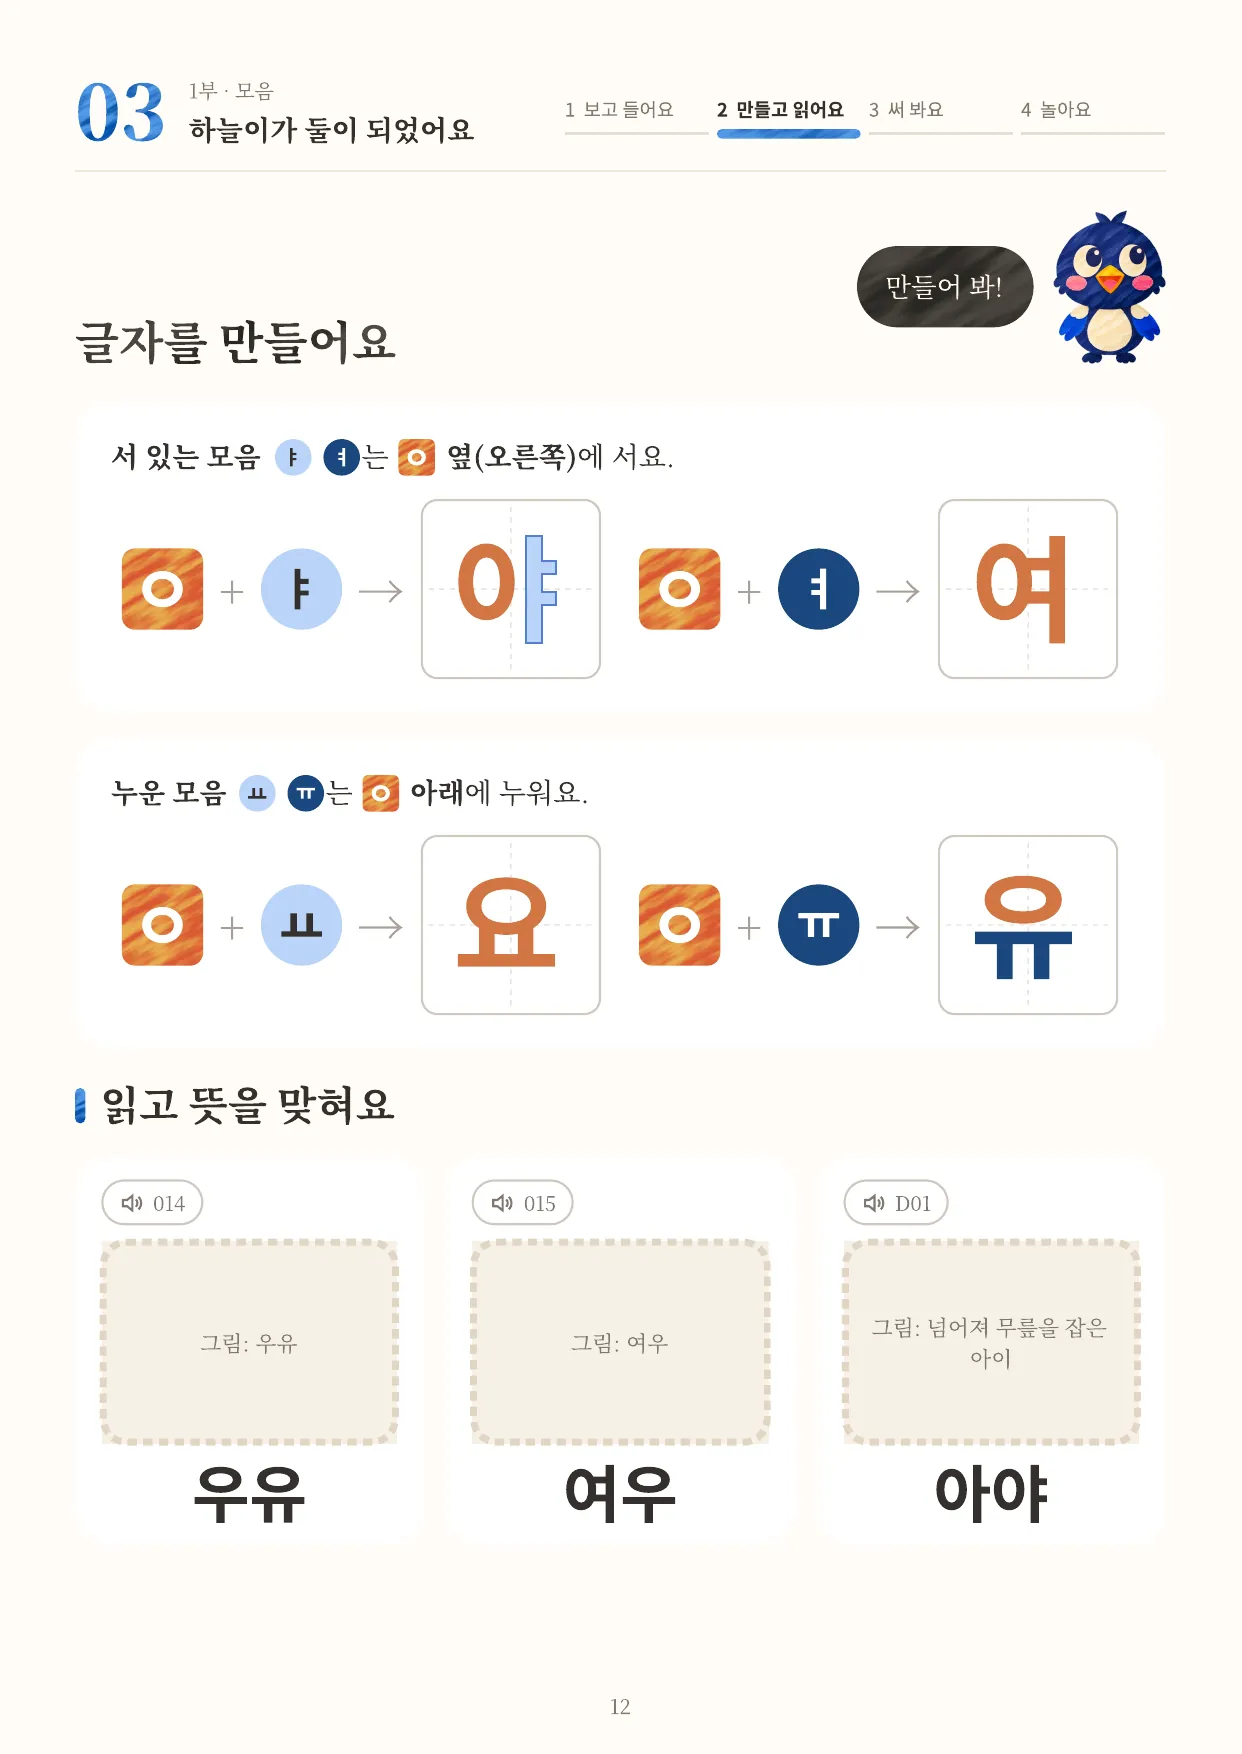 03
1부 · 모음
하늘이가 둘이 되었어요
1 보고 들어요
2 만들고 읽어요
3 써 봐요
4 놀아요
만들어 봐!
글자를 만들어요
서 있는 모음 ㅑ ㅕ는 ㅇ 옆(오른쪽)에 서요.
ㅇ + ㅑ → 야 ㅇ + ㅕ → 여
누운 모음 ㅛ ㅠ는 ㅇ 아래에 누워요.
ㅇ + ㅛ → 요 ㅇ + ㅠ → 유
읽고 뜻을 맞혀요
014
그림: 우유
우유
015
그림: 여우
여우
D01
그림: 넘어져 무릎을 잡은
아이
아야
12